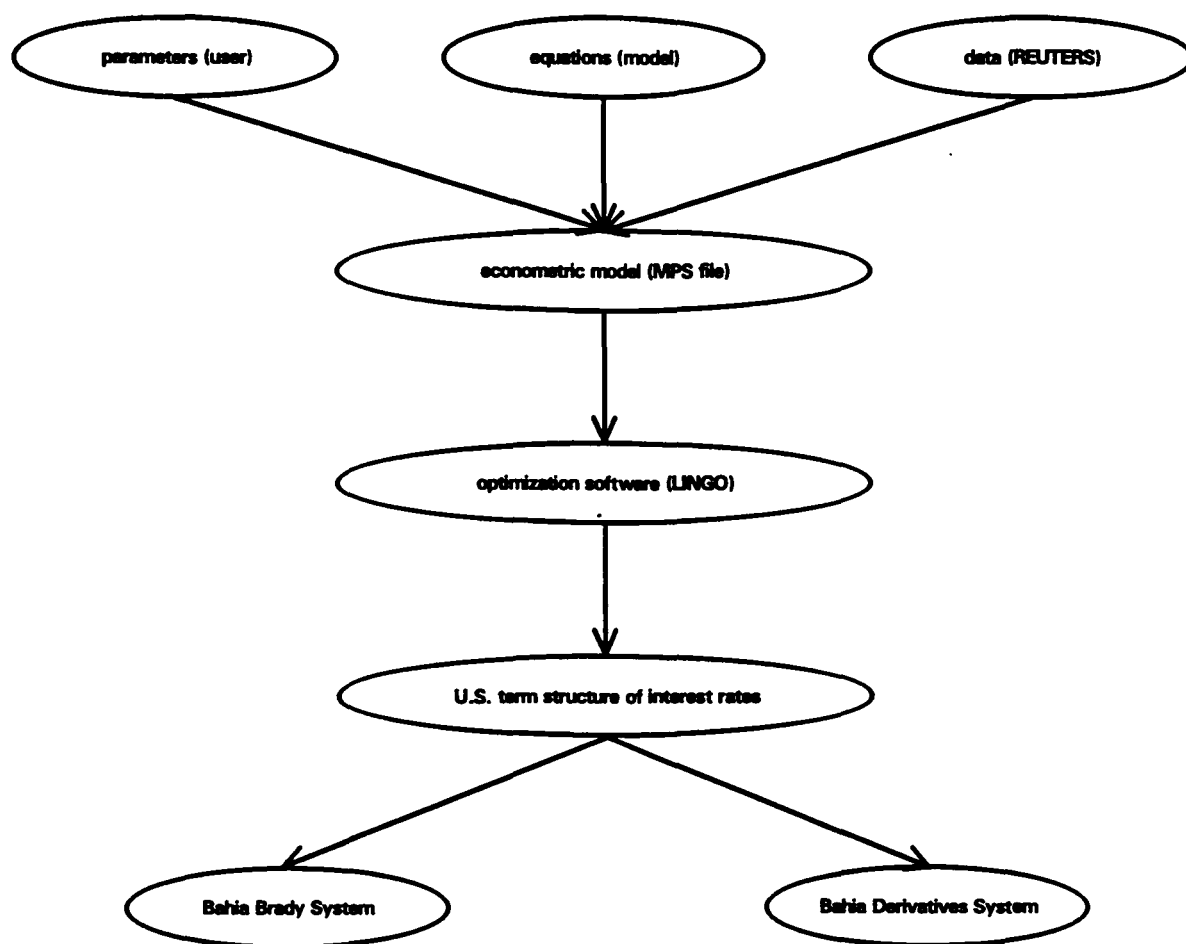 parameters (user)
equations (model)
data (REUTERS)
econometric model (MPS file)
optimization software (LINGO)
U.S. term structure of interest rates
Bahia Brady System
Bahia Derivatives System